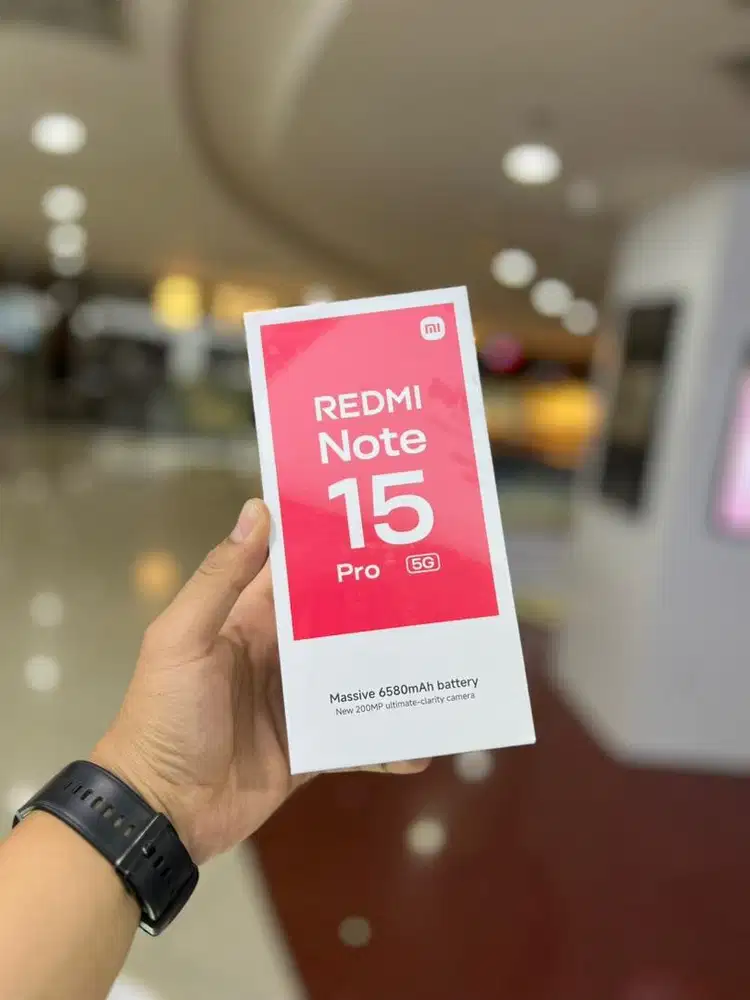 mi
REDMI
Note
15
Pro 5G
Massive 6580mAh battery
New 200MP ultimate-clarity camera